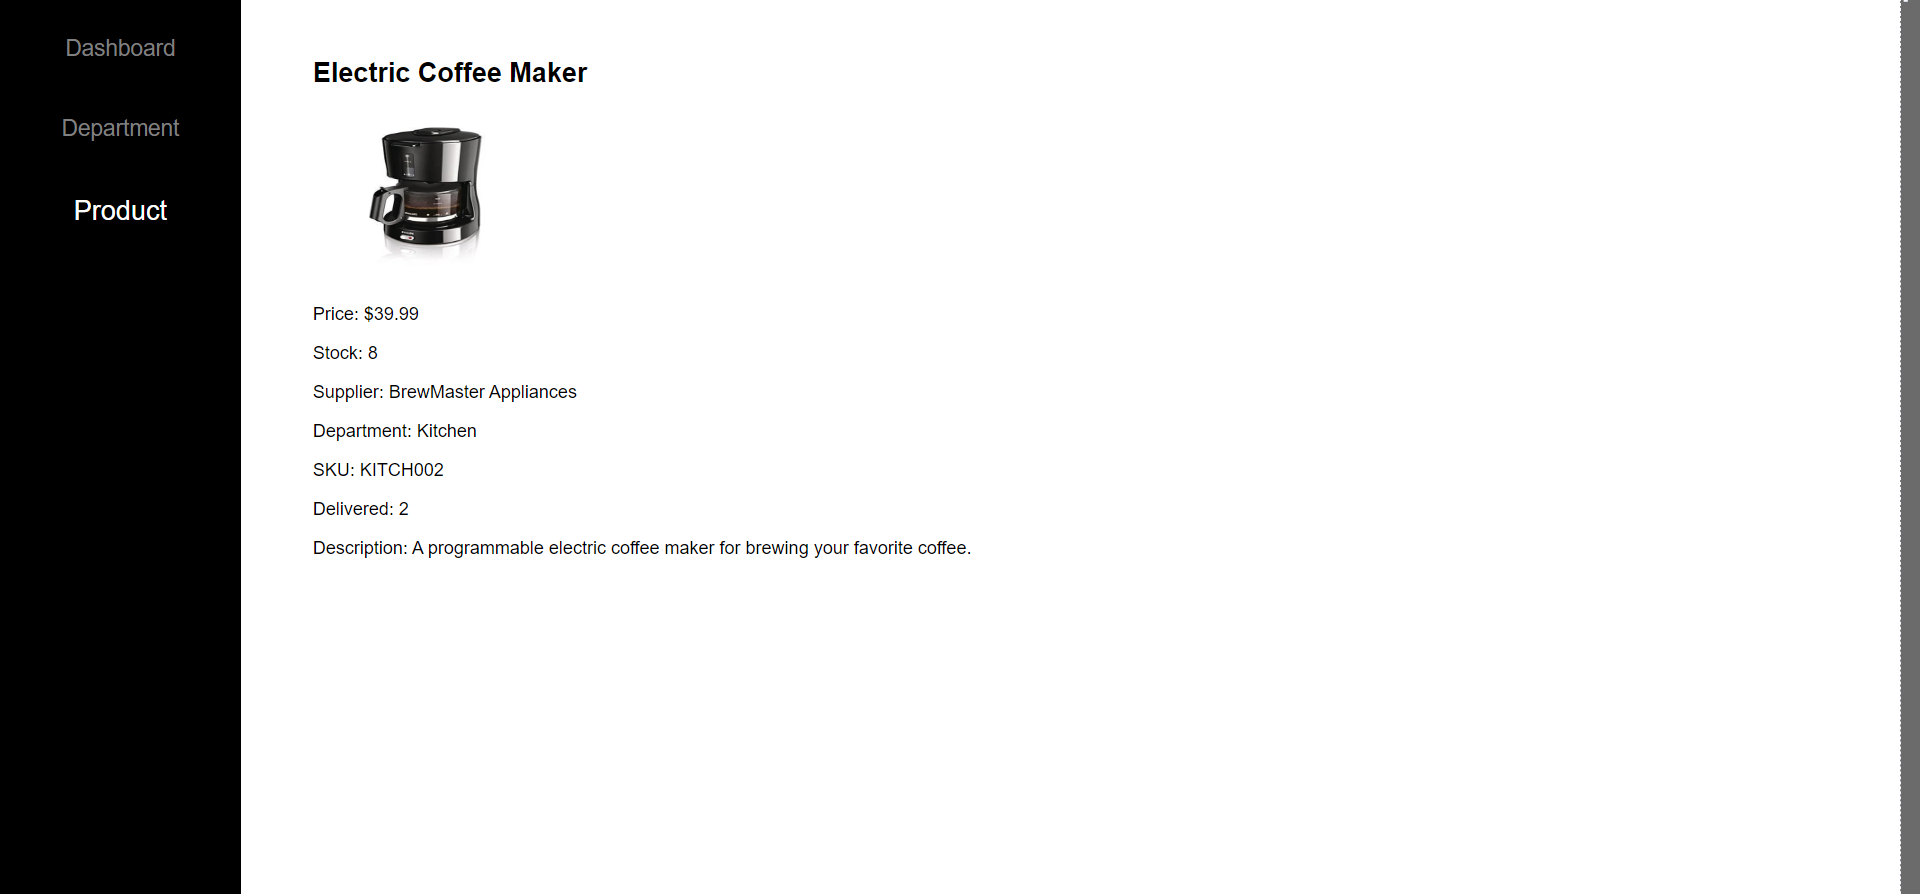 Dashboard
Department
Product
Electric Coffee Maker
Price: $39.99
Stock: 8
Supplier: BrewMaster Appliances
Department: Kitchen
SKU: KITCH002
Delivered: 2
Description: A programmable electric coffee maker for brewing your favorite coffee.